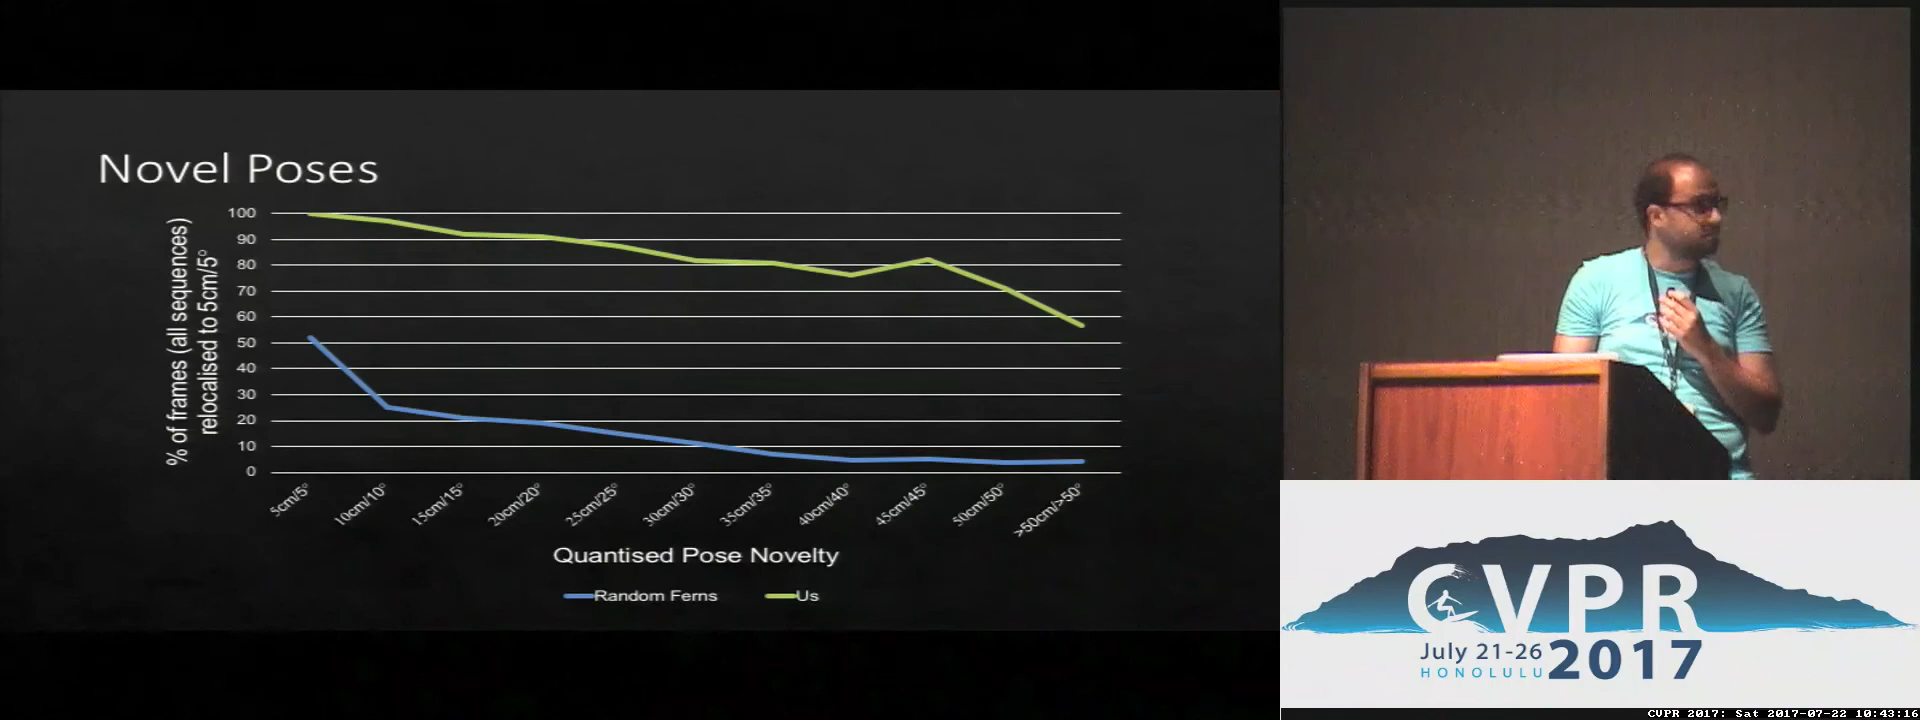 Novel Poses
% of frames (all sequences)
relocalised to 5cm/5°
100
90
80
70
60
50
40
30
20
10
0
5cm/5°
10cm/10°
15cm/15°
20cm/20°
25cm/25°
30cm/30°
35cm/35°
40cm/40°
45cm/45°
50cm/50°
>50cm/>50°
Quantised Pose Novelty
Random Ferns
Us
CVPR
July 21-26
HONOLULU
2017
CVPR 2017: Sat 2017-07-22 10:43:16